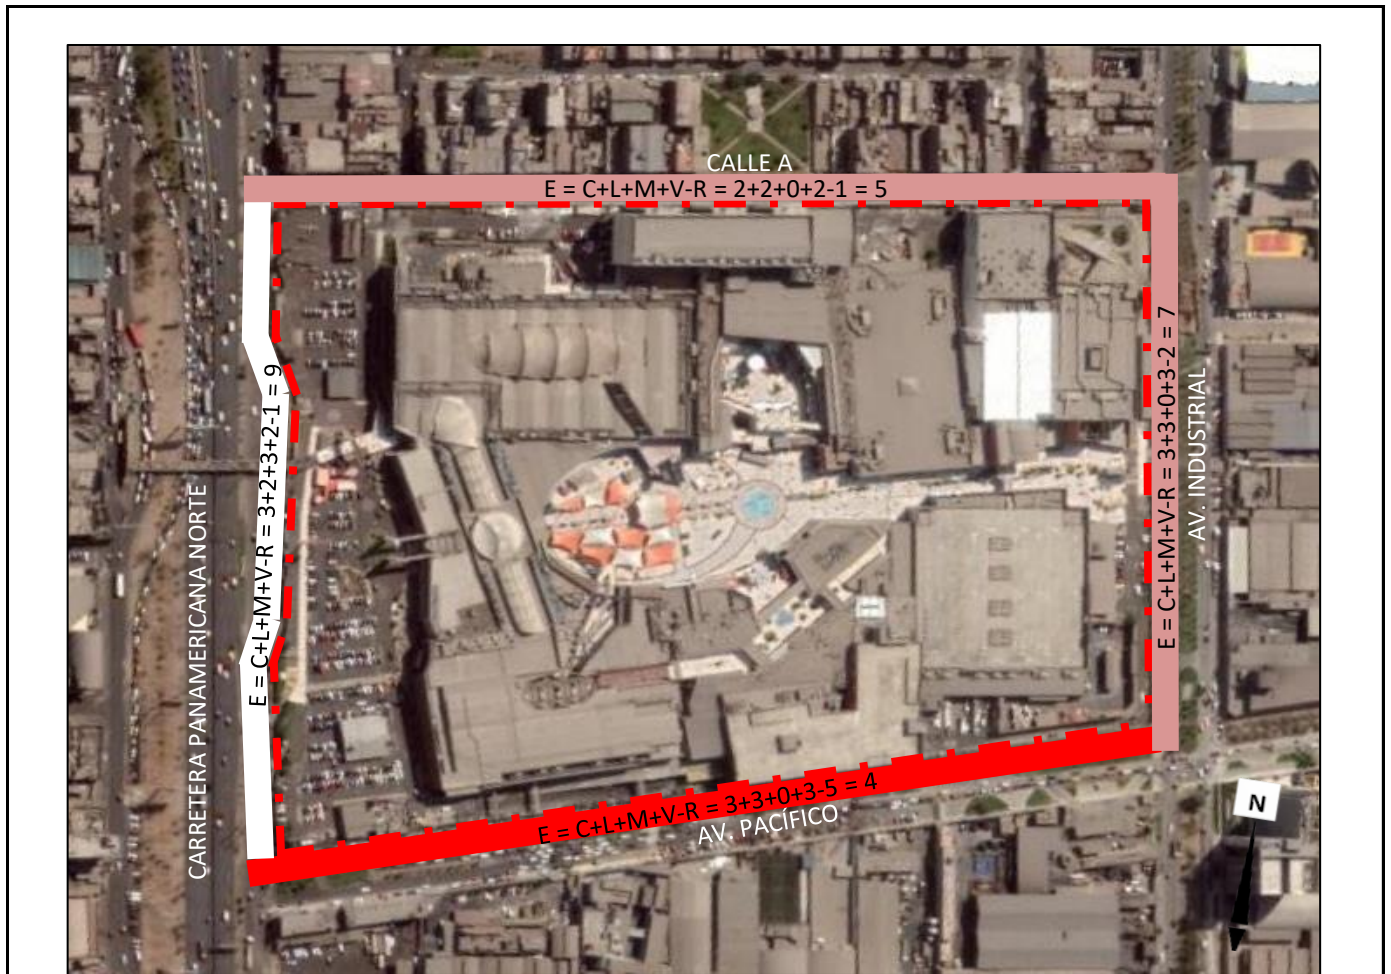 CALLE A
E = C+L+M+V-R = 2+2+0+2-1 = 5
E = C+L+M+V-R = 3+2+3+2-1 = 9
CARRETERA PANAMERICANA NORTE
E = C+L+M+V-R = 3+3+0+3-2 = 7
AV. INDUSTRIAL
E = C+L+M+V-R = 3+3+0+3-5 = 4
AV. PACÍFICO
N